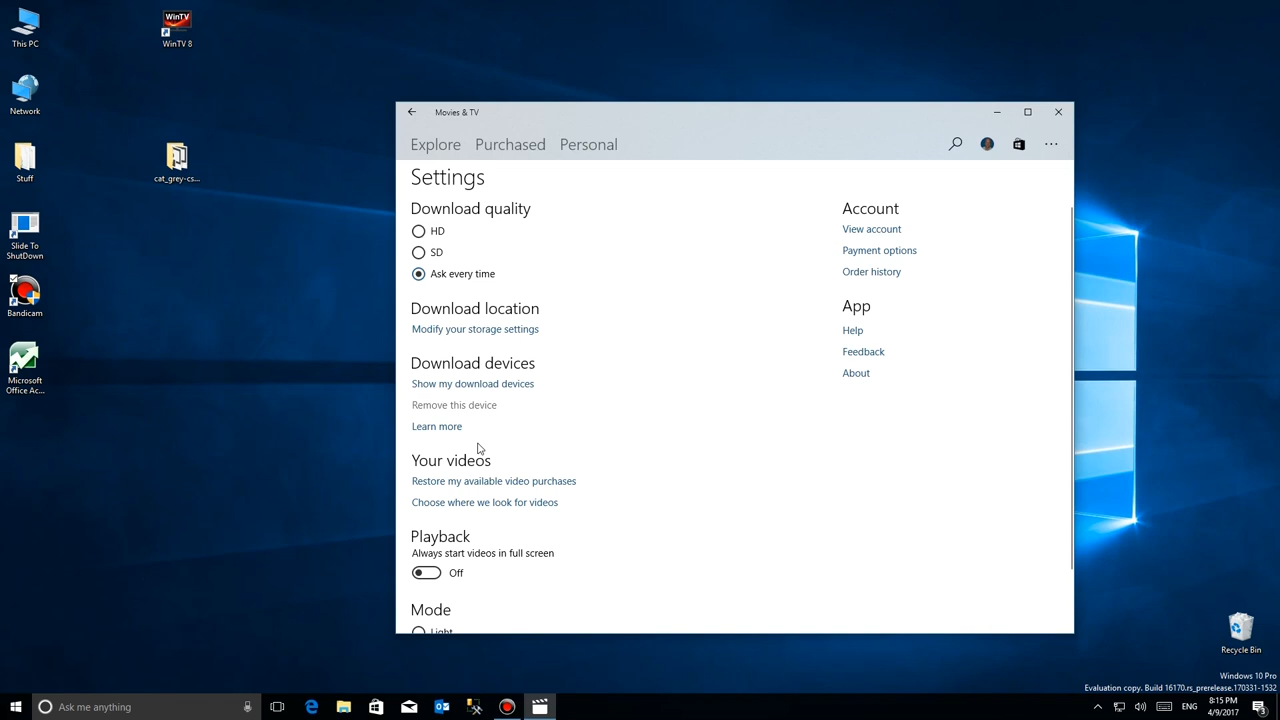 This PC
WinTV
WinTV 8
Network
Stuff
cat_grey-cs...
Slide To
ShutDown
Bandicam
Microsoft
Office Ac...
Movies & TV
Explore
Purchased
Personal
Settings
Download quality
HD
SD
Ask every time
Download location
Modify your storage settings
Download devices
Show my download devices
Remove this device
Learn more
Your videos
Restore my available video purchases
Choose where we look for videos
Playback
Always start videos in full screen
Off
Mode
Light
Account
View account
Payment options
Order history
App
Help
Feedback
About
Recycle Bin
Windows 10 Pro
Evaluation copy. Build 16170.rs_prerelease.170331-1532
Ask me anything
ENG
8:15 PM
4/9/2017
3